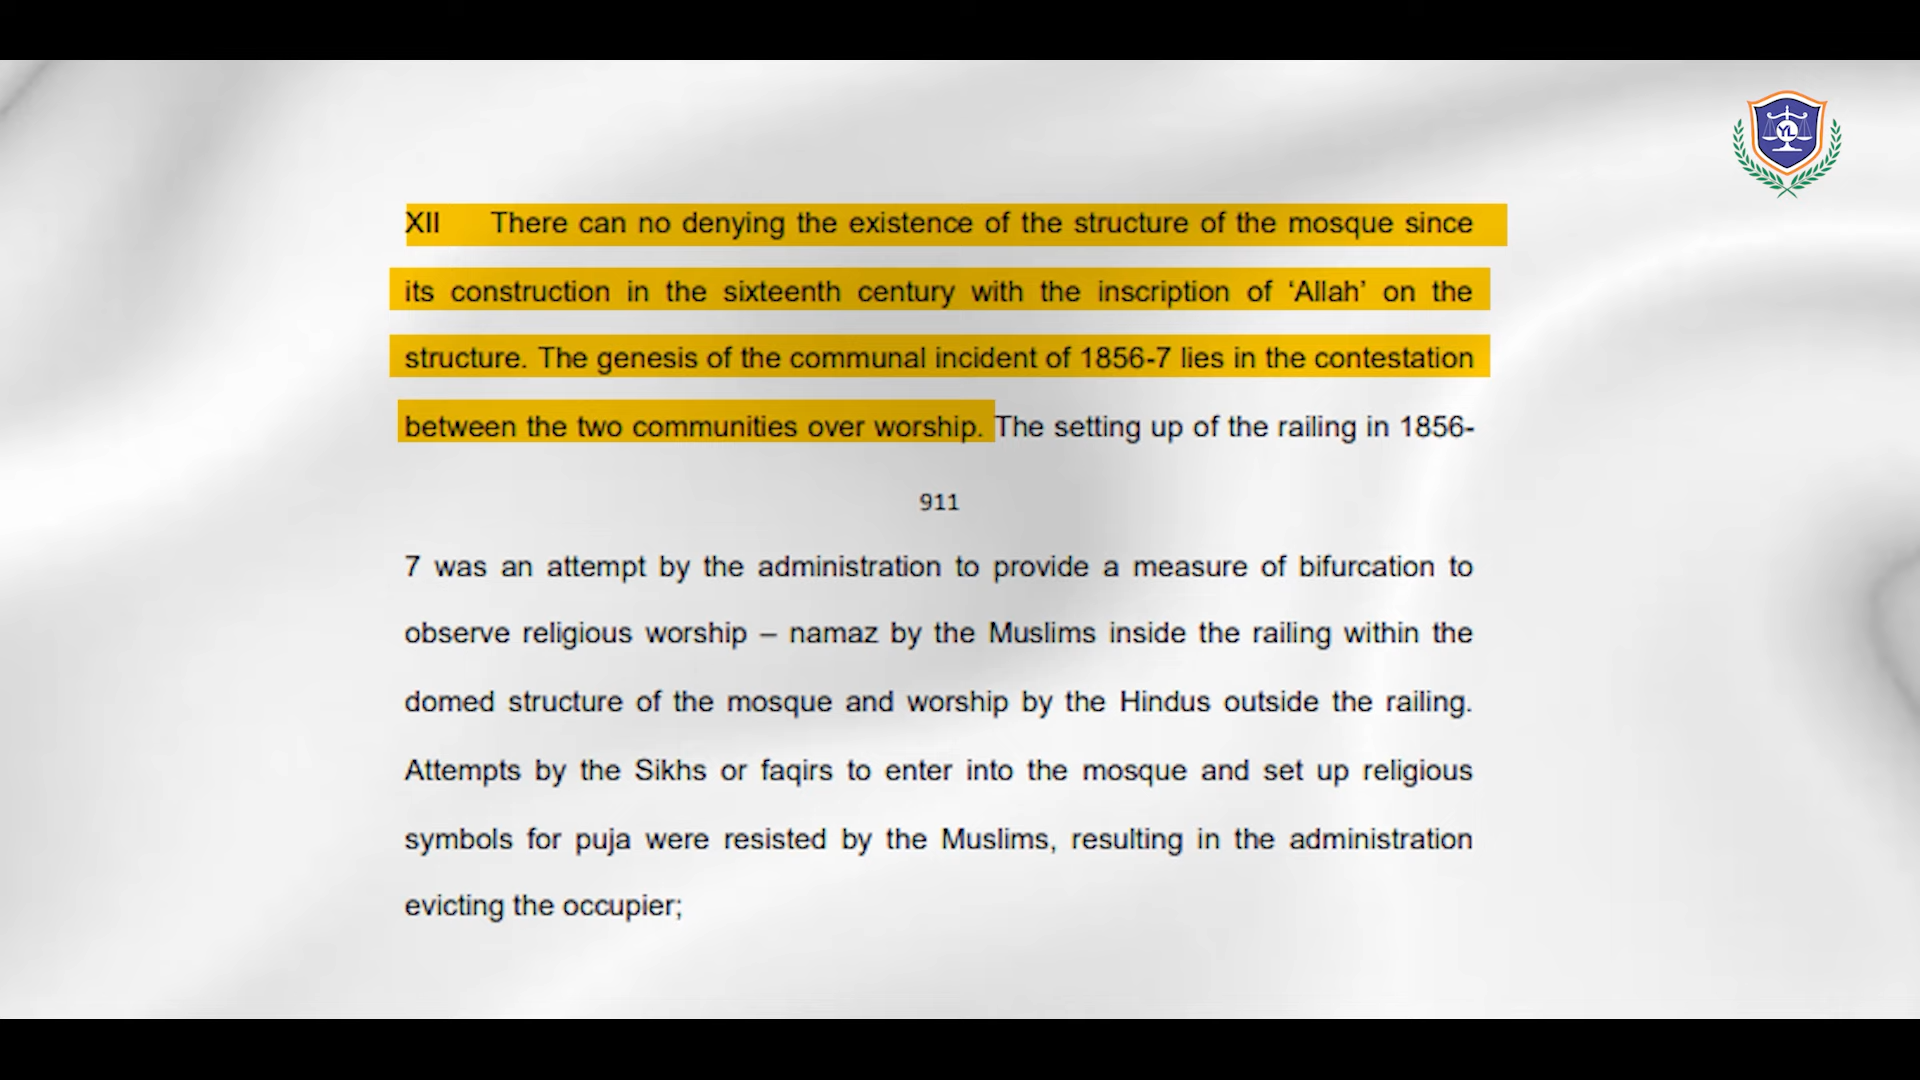 YL
XII There can no denying the existence of the structure of the mosque since
its construction in the sixteenth century with the inscription of ‘Allah’ on the
structure. The genesis of the communal incident of 1856-7 lies in the contestation
between the two communities over worship. The setting up of the railing in 1856-
911
7 was an attempt by the administration to provide a measure of bifurcation to
observe religious worship – namaz by the Muslims inside the railing within the
domed structure of the mosque and worship by the Hindus outside the railing.
Attempts by the Sikhs or faqirs to enter into the mosque and set up religious
symbols for puja were resisted by the Muslims, resulting in the administration
evicting the occupier;